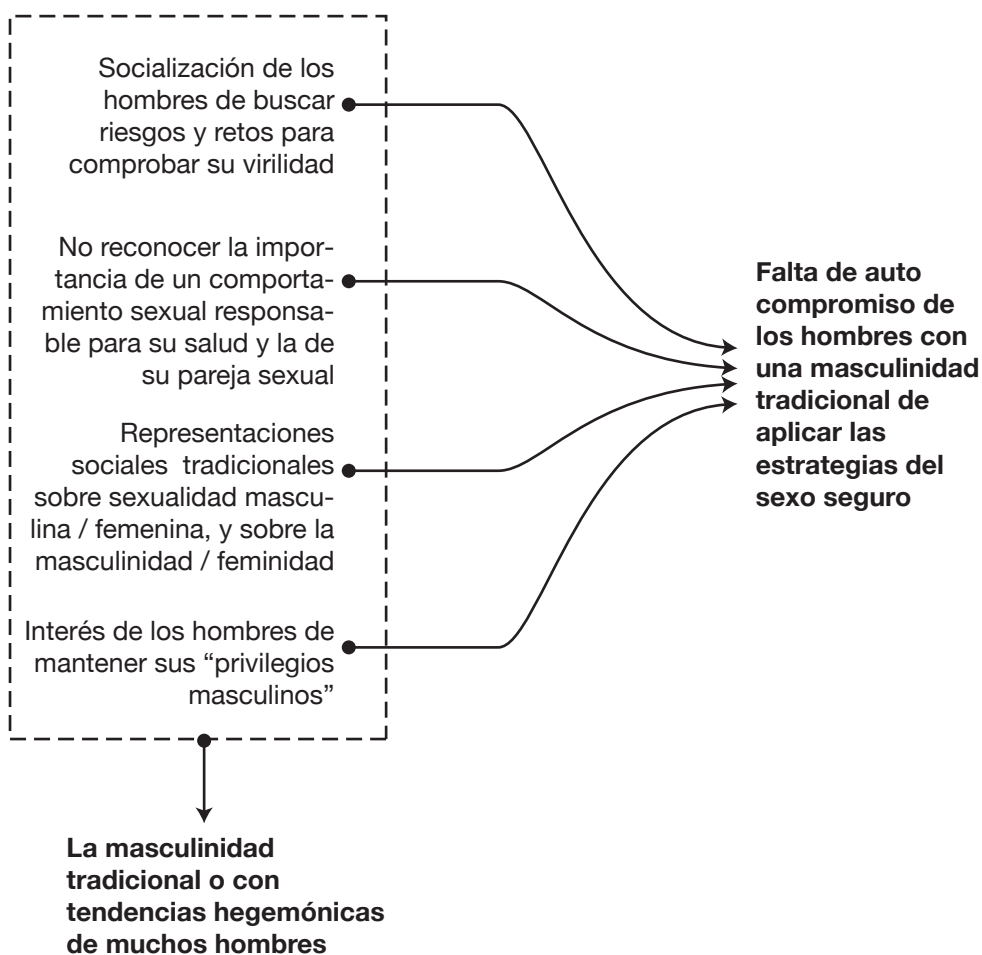 Socialización de los
hombres de buscar
riesgos y retos para
comprobar su virilidad
No reconocer la impor-
tancia de un comporta-
miento sexual responsa-
ble para su salud y la de
su pareja sexual
Representaciones
sociales tradicionales
sobre sexualidad mascu-
lina / femenina, y sobre la
masculinidad / feminidad
Interés de los hombres de
mantener sus “privilegios
masculinos”
Falta de auto
compromiso de
los hombres con
una masculinidad
tradicional de
aplicar las
estrategias del
sexo seguro
La masculinidad
tradicional o con
tendencias hegemónicas
de muchos hombres